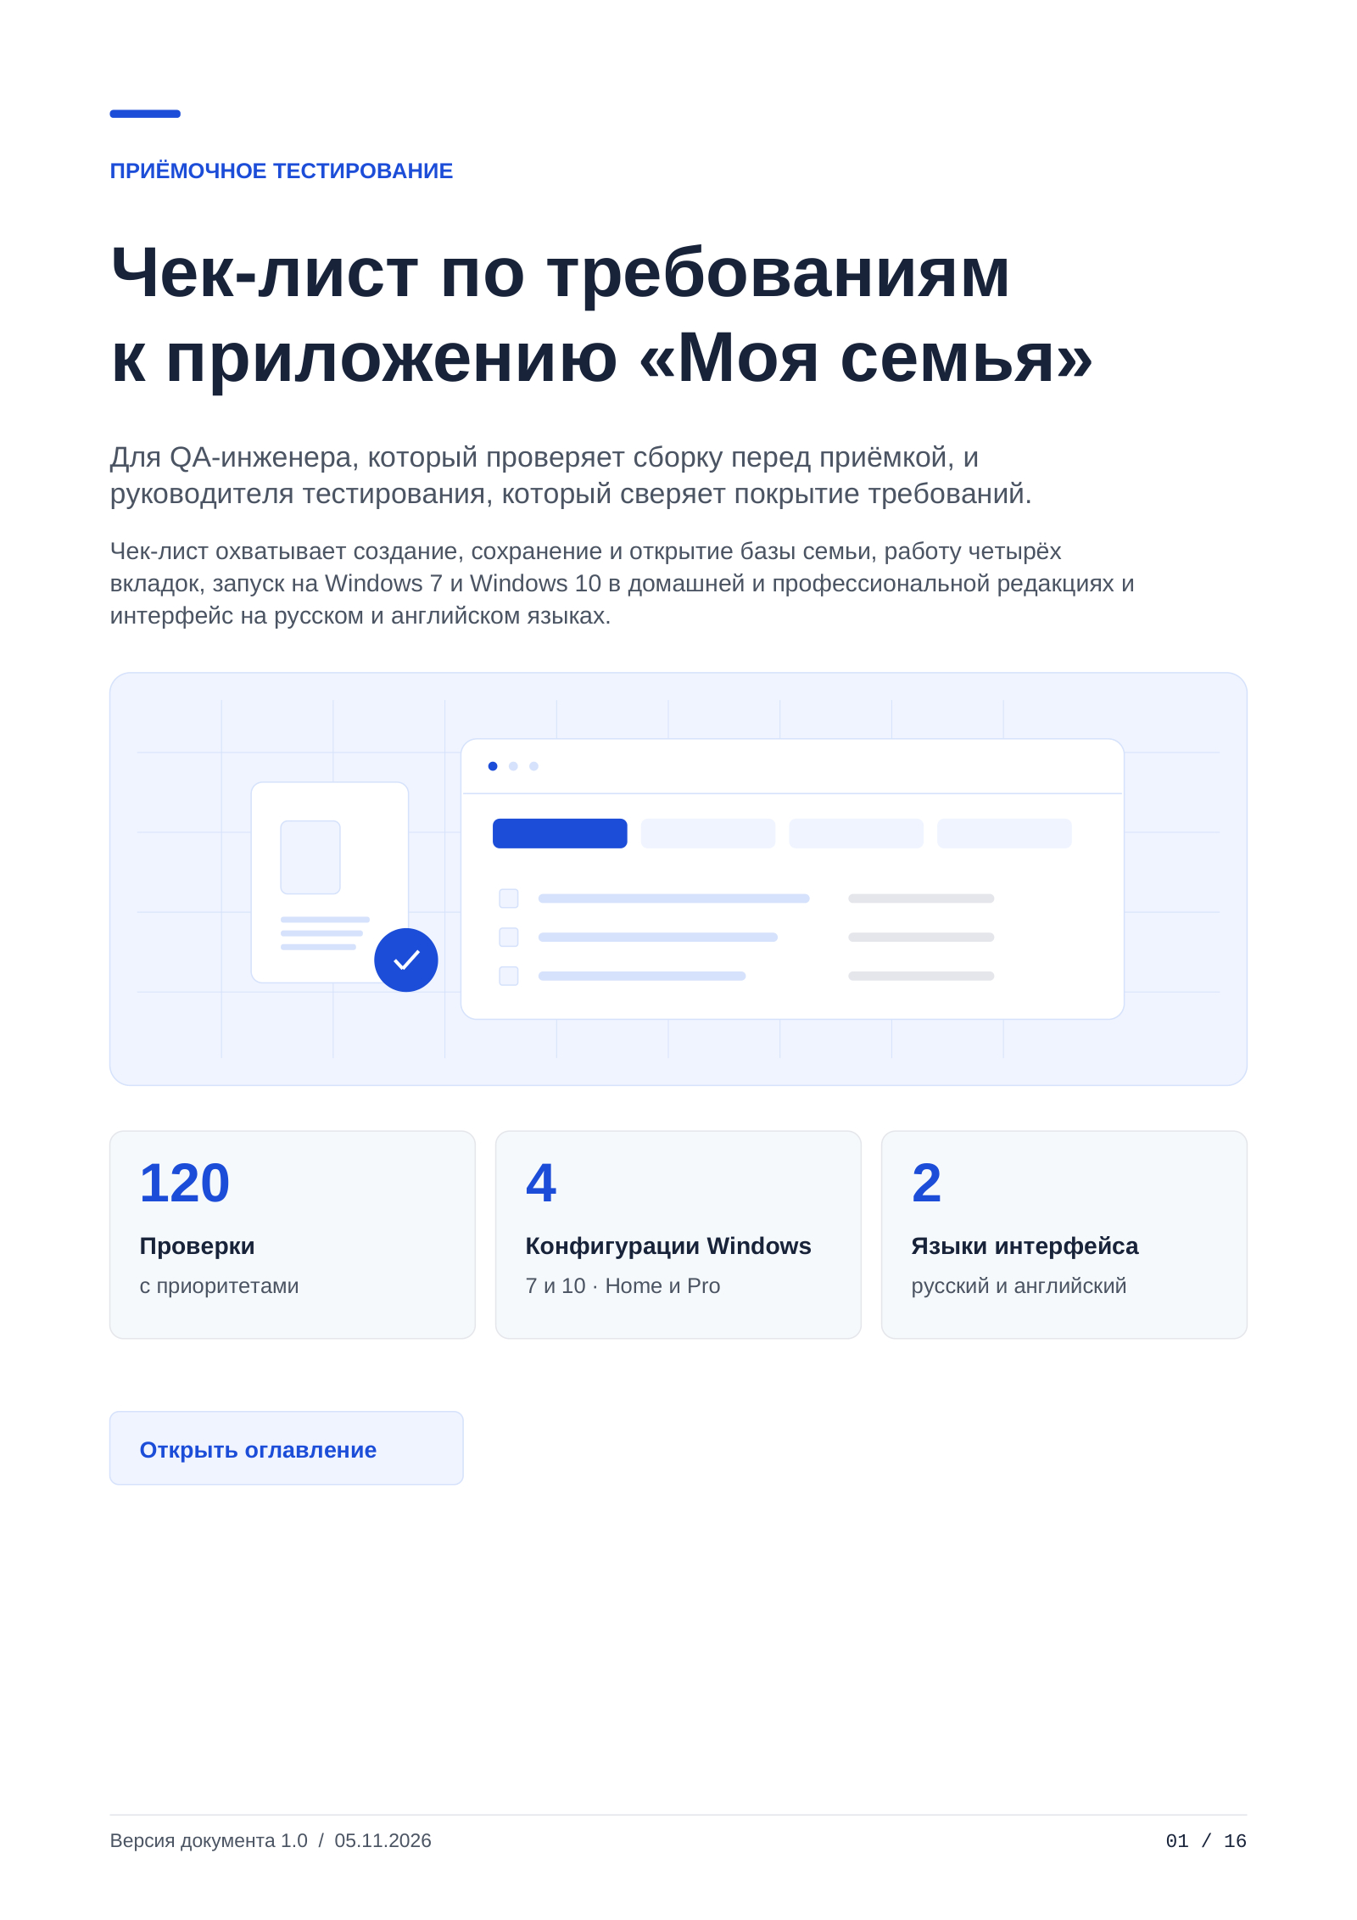 ПРИЁМОЧНОЕ ТЕСТИРОВАНИЕ
Чек-лист по требованиям
к приложению «Моя семья»
Для QA-инженера, который проверяет сборку перед приёмкой, и
руководителя тестирования, который сверяет покрытие требований.
Чек-лист охватывает создание, сохранение и открытие базы семьи, работу четырёх
вкладок, запуск на Windows 7 и Windows 10 в домашней и профессиональной редакциях и
интерфейс на русском и английском языках.
120
Проверки
с приоритетами
4
Конфигурации Windows
7 и 10 · Home и Pro
2
Языки интерфейса
русский и английский
Открыть оглавление
Версия документа 1.0 / 05.11.2026
01 / 16